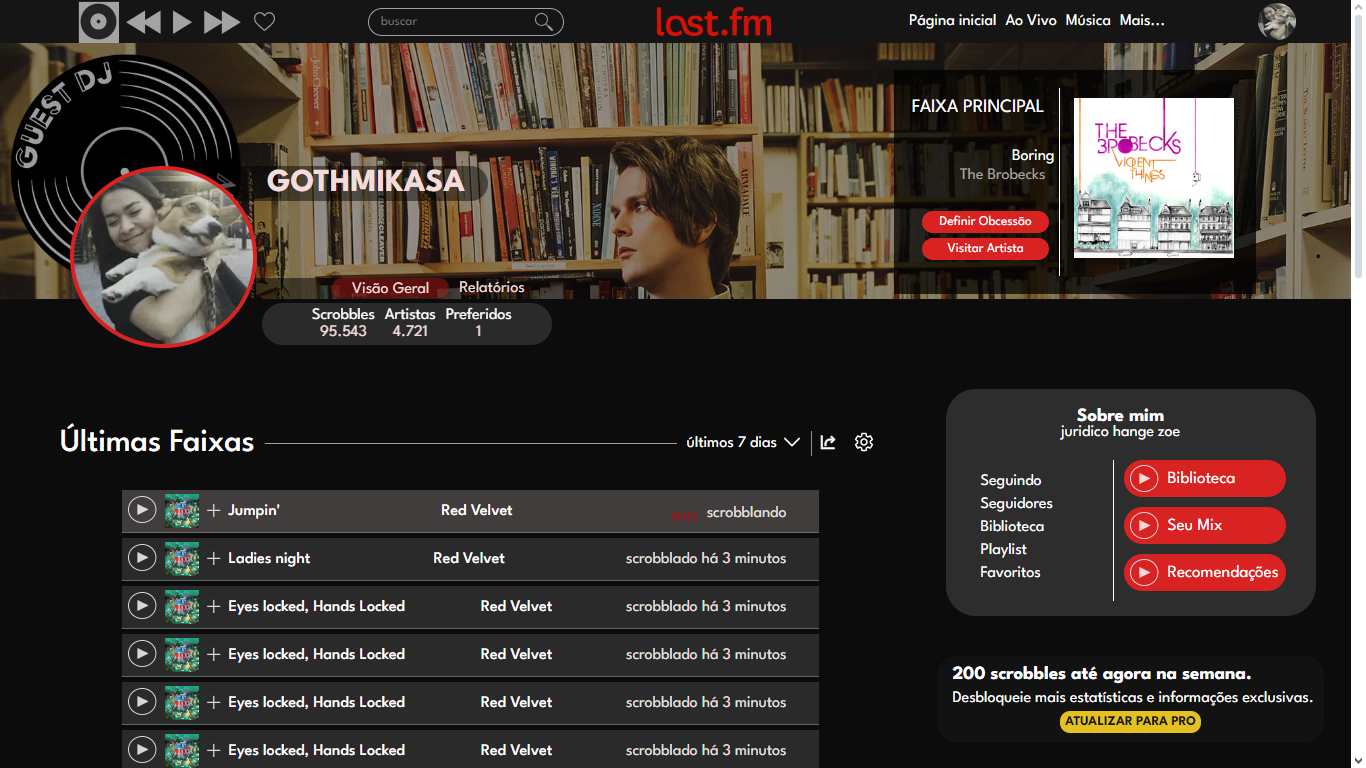 buscar
last.fm
Página inicial Ao Vivo Música Mais...
GUEST DJ
GOTHMIKASA
FAIXA PRINCIPAL
Boring
The Brobecks
Definir Obcessão
Visitar Artista
THE
BROBECKS
VIOLENT
THINGS
Visão Geral Relatórios
Scrobbles Artistas Preferidos
95.543 4.721 1
Últimas Faixas
últimos 7 dias
Jumpin' Red Velvet scrobblando
Ladies night Red Velvet scrobblado há 3 minutos
Eyes locked, Hands Locked Red Velvet scrobblado há 3 minutos
Eyes locked, Hands Locked Red Velvet scrobblado há 3 minutos
Eyes locked, Hands Locked Red Velvet scrobblado há 3 minutos
Eyes locked, Hands Locked Red Velvet scrobblado há 3 minutos
Sobre mim
juridico hange zoe
Seguindo
Seguidores
Biblioteca
Playlist
Favoritos
Biblioteca
Seu Mix
Recomendações
200 scrobbles até agora na semana.
Desbloqueie mais estatísticas e informações exclusivas.
ATUALIZAR PARA PRO